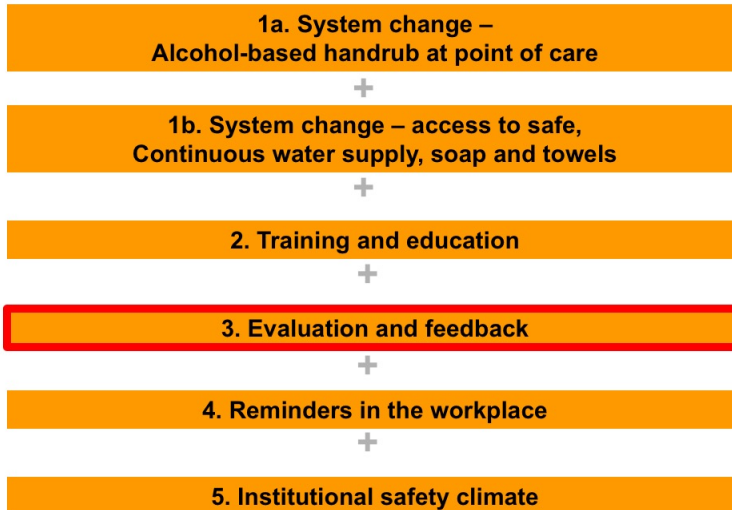 1a. System change –
Alcohol-based handrub at point of care
+
1b. System change – access to safe,
Continuous water supply, soap and towels
+
2. Training and education
+
3. Evaluation and feedback
+
4. Reminders in the workplace
+
5. Institutional safety climate